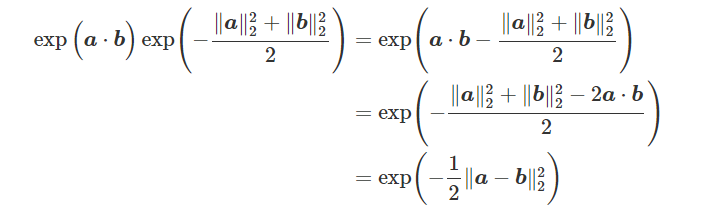 exp (a · b) exp(−(‖a‖₂² + ‖b‖₂²)/2) = exp(a · b − (‖a‖₂² + ‖b‖₂²)/2)
= exp(−(‖a‖₂² + ‖b‖₂² − 2a · b)/2)
= exp(−(1/2)‖a − b‖₂²)